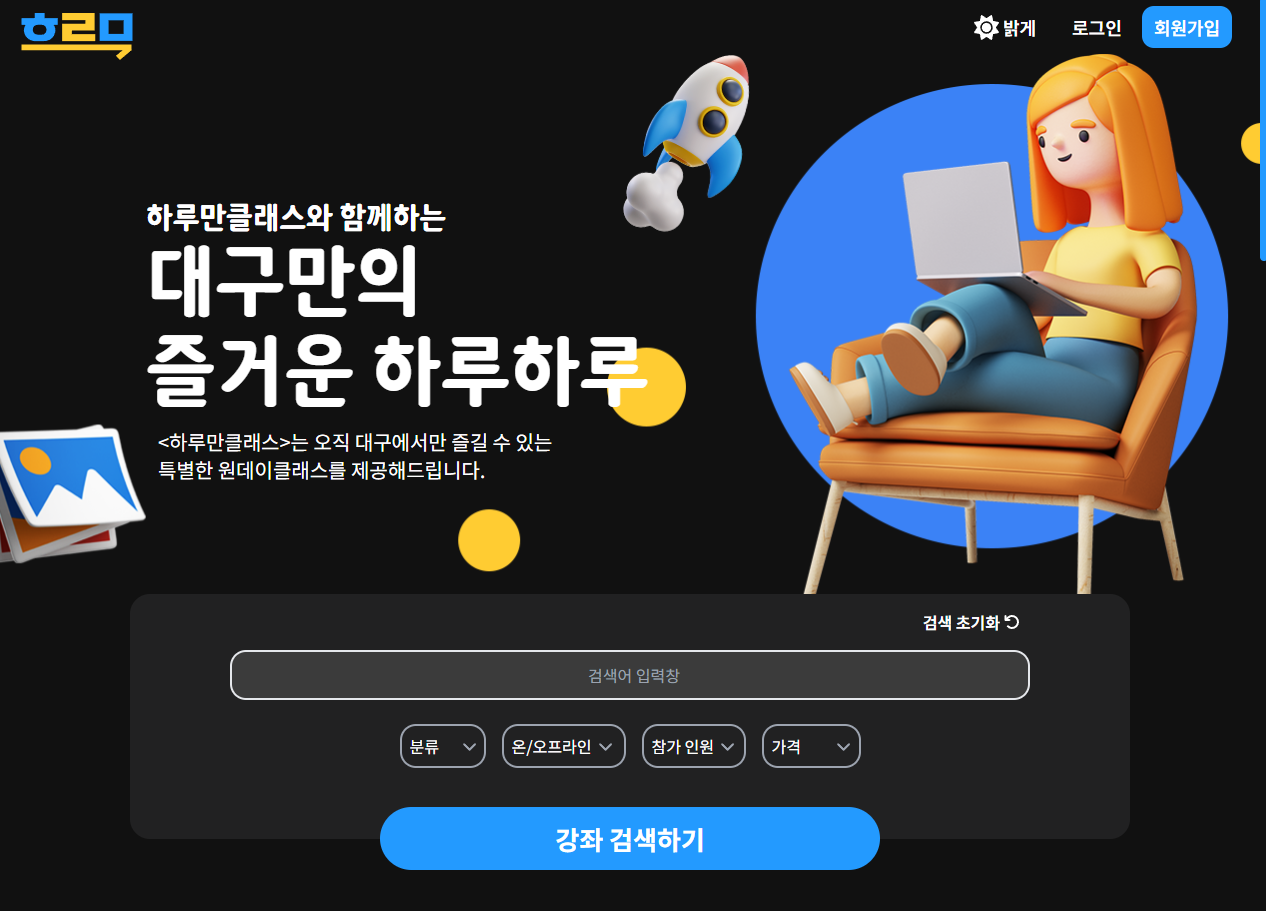 흐르믁
밝게
로그인
회원가입
하루만클래스와 함께하는
대구만의
즐거운 하루하루
<하루만클래스>는 오직 대구에서만 즐길 수 있는
특별한 원데이클래스를 제공해드립니다.
검색 초기화
검색어 입력창
분류
온/오프라인
참가 인원
가격
강좌 검색하기